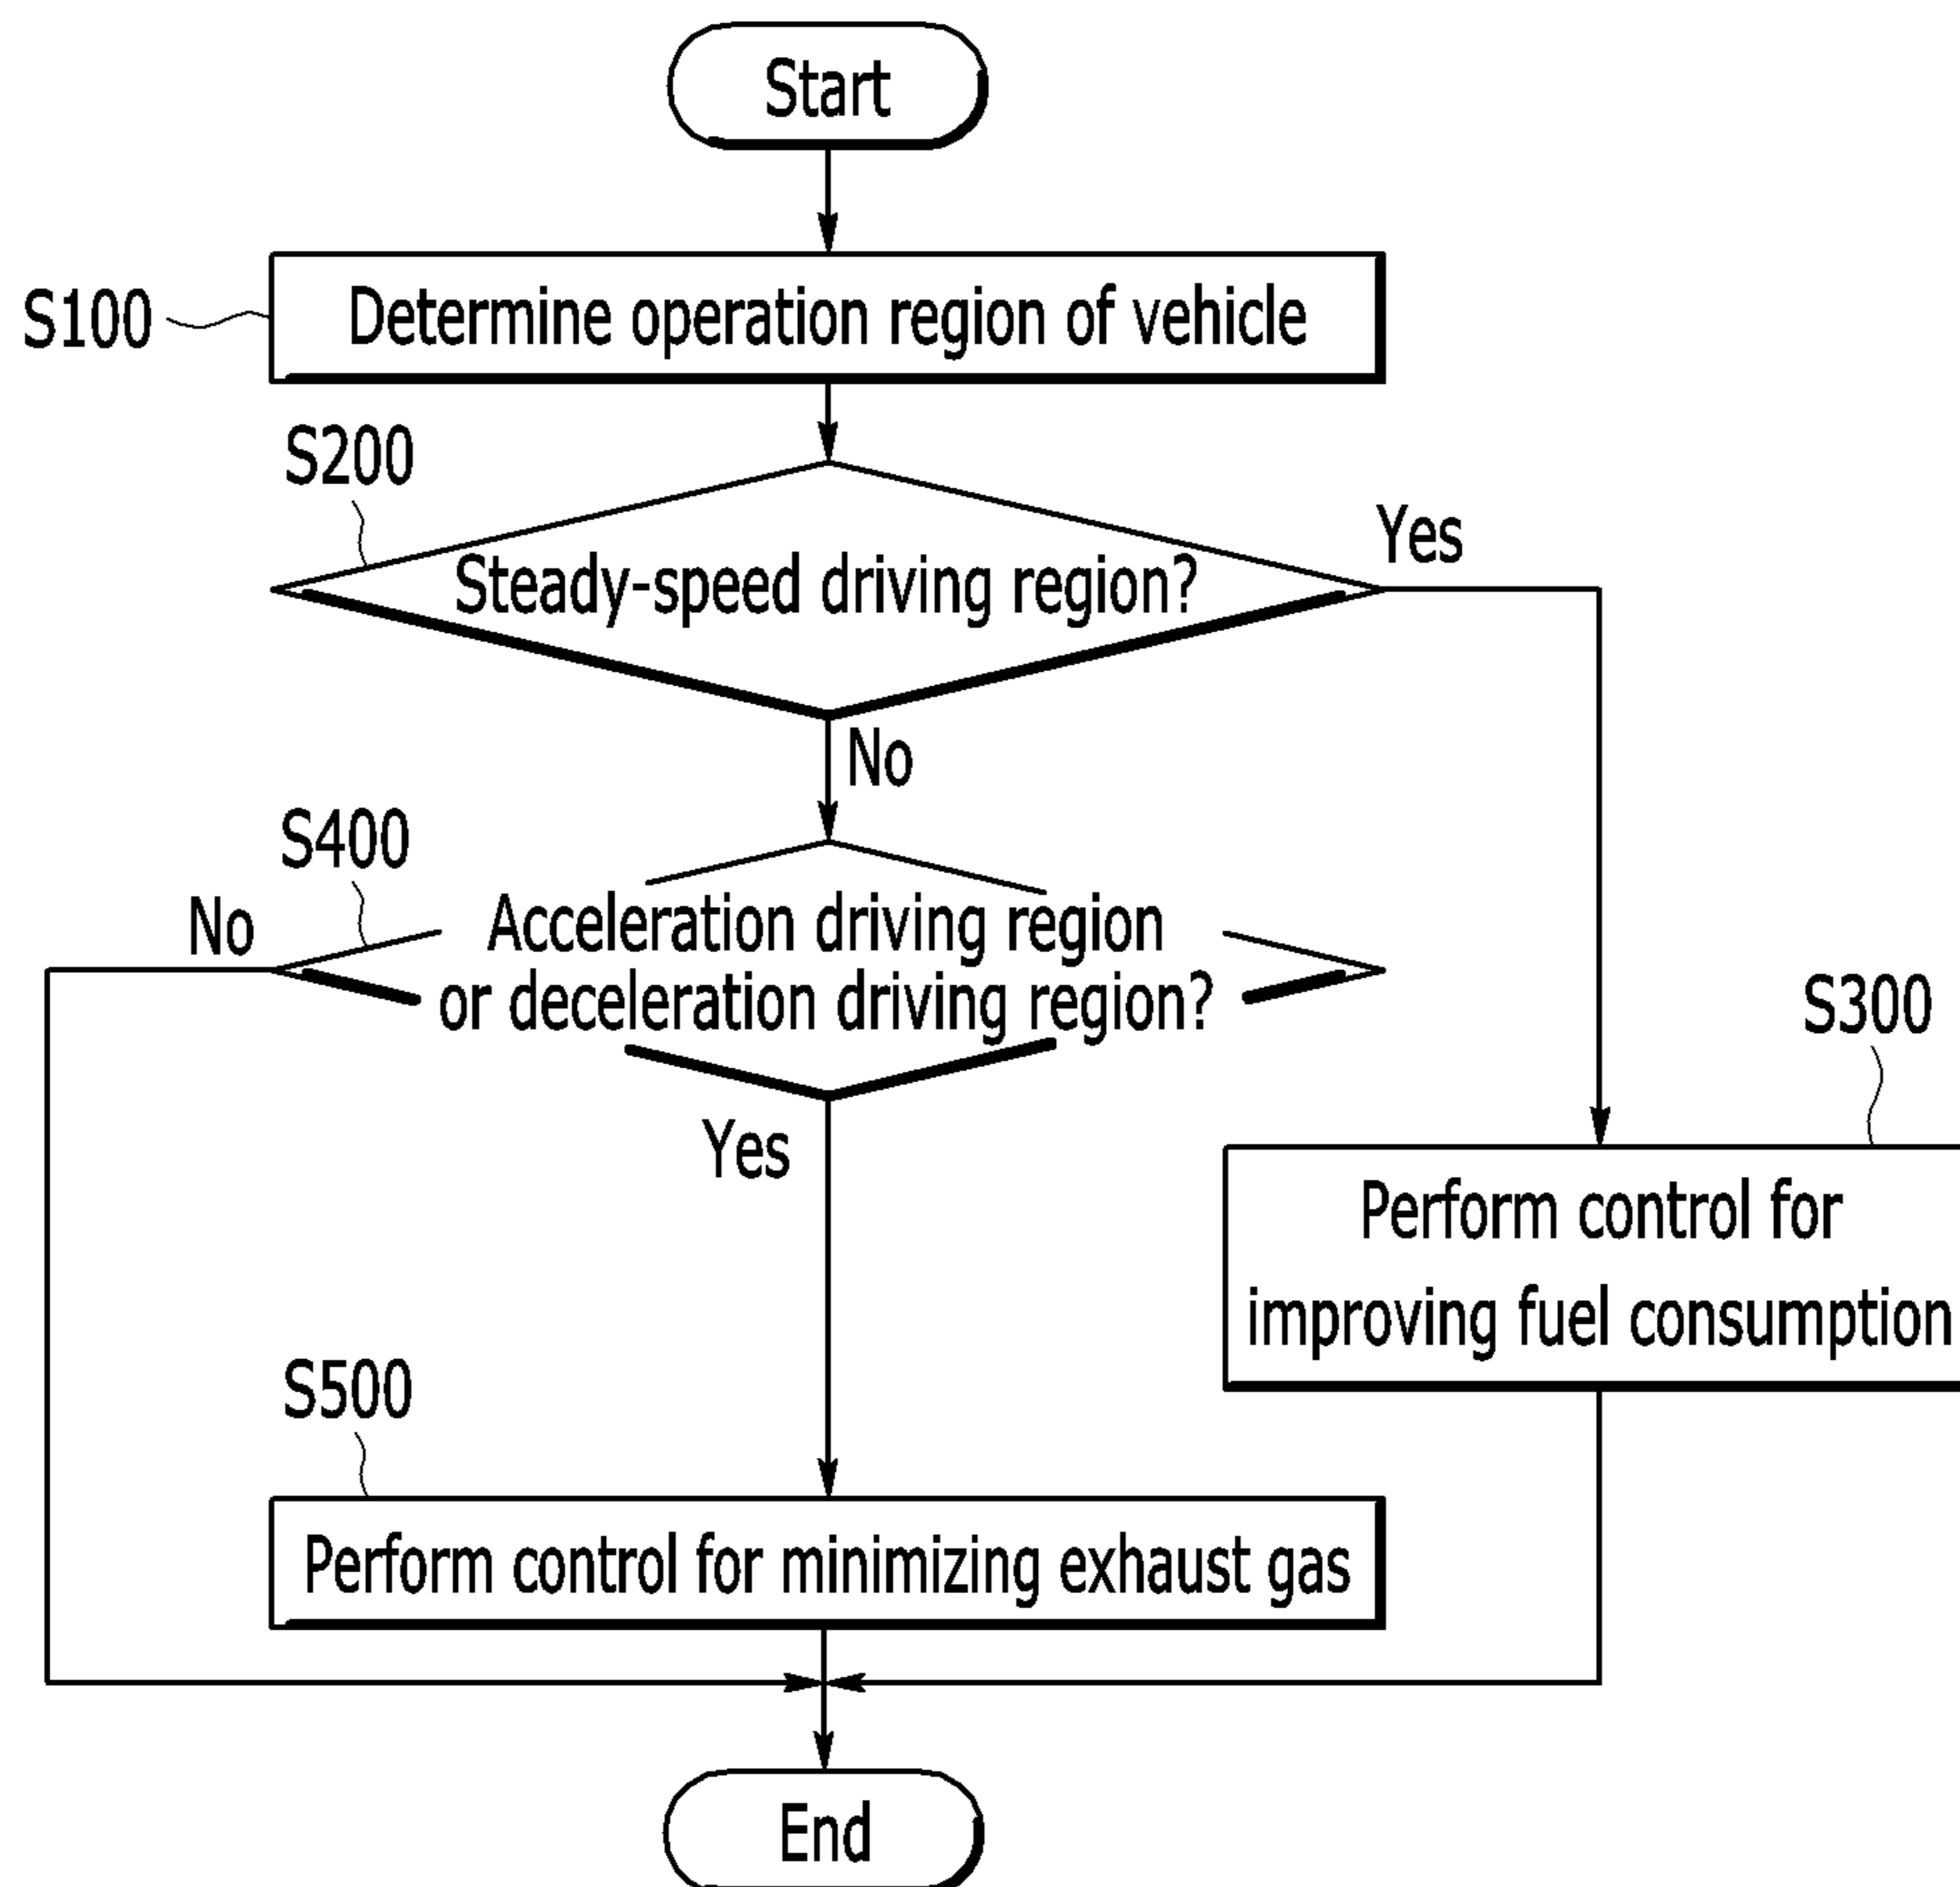 Start
S100
Determine operation region of vehicle
S200
Yes
Steady-speed driving region?
No
S400
No
Acceleration driving region
or deceleration driving region?
S300
Yes
Perform control for
improving fuel consumption
S500
Perform control for minimizing exhaust gas
End